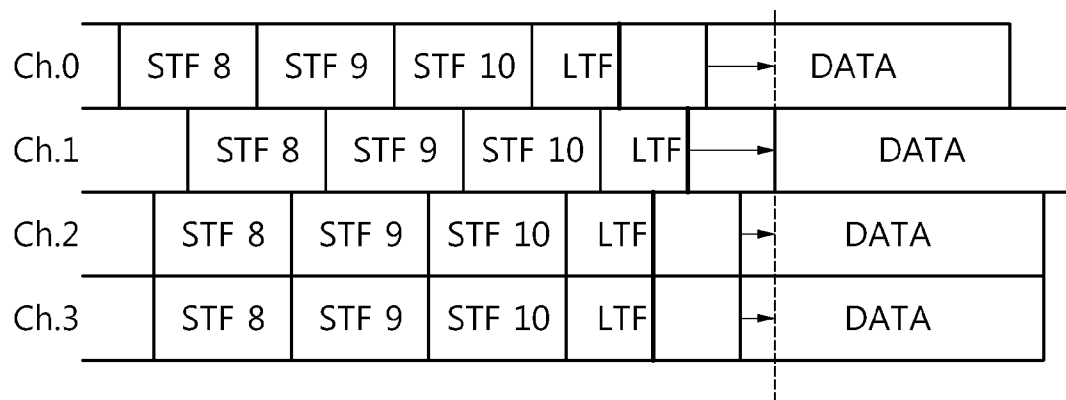 Ch.0 STF 8 STF 9 STF 10 LTF DATA
Ch.1 STF 8 STF 9 STF 10 LTF DATA
Ch.2 STF 8 STF 9 STF 10 LTF DATA
Ch.3 STF 8 STF 9 STF 10 LTF DATA